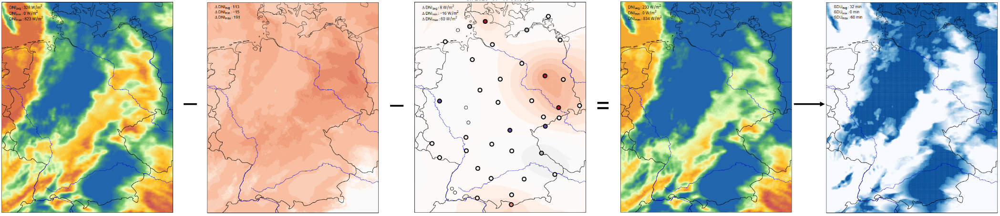 DNIavg : 328 W/m²
DNImin : 0 W/m²
DNImax : 823 W/m²
Δ DNIavg : 113
Δ DNImin : −15
Δ DNImax : 191
Δ DNIavg : 8 W/m²
Δ DNImin : −16 W/m²
Δ DNImax : 60 W/m²
DNIavg : 233 W/m²
DNImin : 0 W/m²
DNImax : 834 W/m²
SDUavg : 32 min
SDUmin : 0 min
SDUmax : 60 min